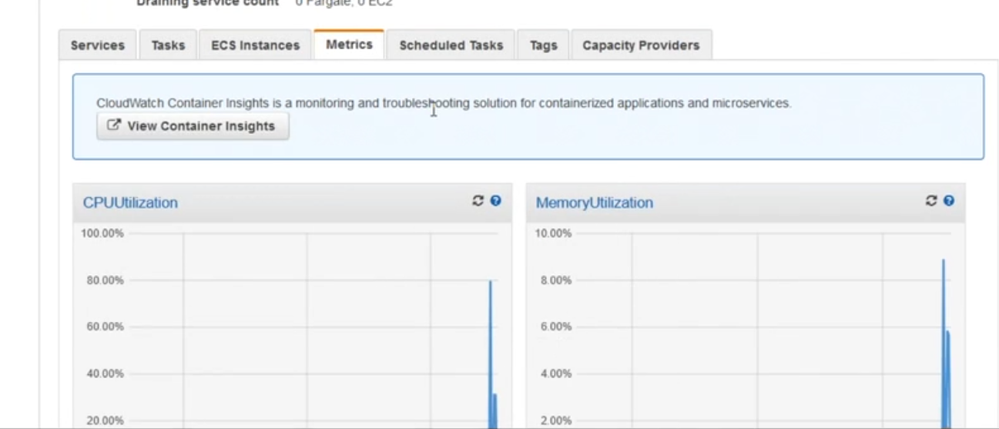 Draining service count 0 Fargate, 0 EC2
Services Tasks ECS Instances Metrics Scheduled Tasks Tags Capacity Providers
CloudWatch Container Insights is a monitoring and troubleshooting solution for containerized applications and microservices.
View Container Insights
CPUUtilization
100.00%
80.00%
60.00%
40.00%
20.00%
MemoryUtilization
10.00%
8.00%
6.00%
4.00%
2.00%